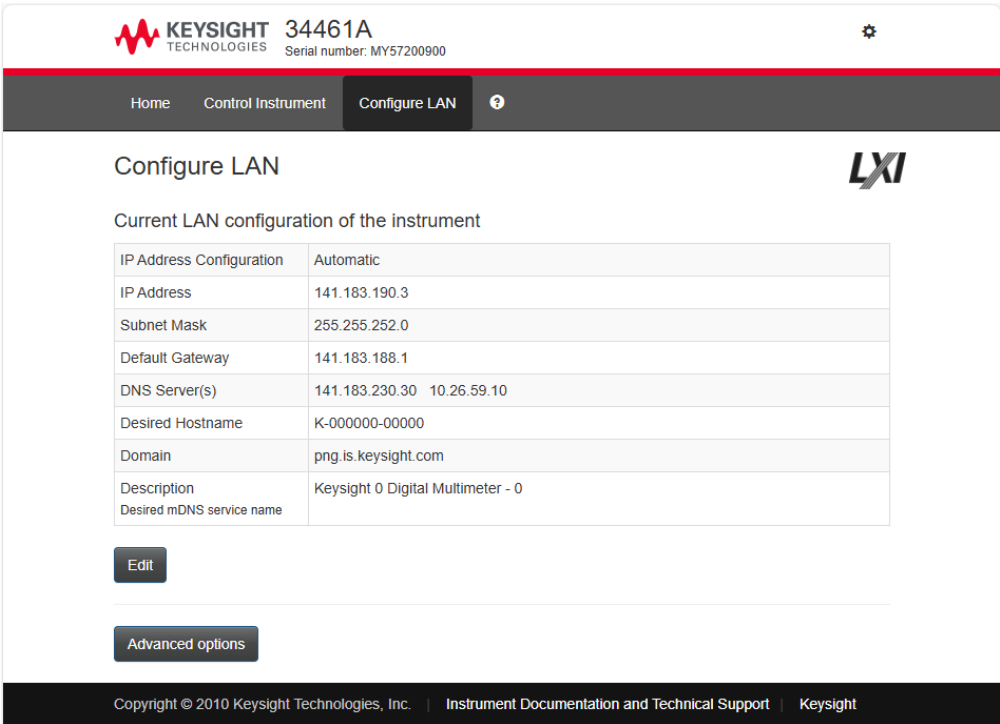 KEYSIGHT
TECHNOLOGIES
34461A
Serial number: MY57200900
Home Control Instrument Configure LAN ?
Configure LAN
LXI
Current LAN configuration of the instrument
IP Address Configuration Automatic
IP Address 141.183.190.3
Subnet Mask 255.255.252.0
Default Gateway 141.183.188.1
DNS Server(s) 141.183.230.30 10.26.59.10
Desired Hostname K-000000-00000
Domain png.is.keysight.com
Description Keysight 0 Digital Multimeter - 0
Desired mDNS service name
Edit
Advanced options
Copyright © 2010 Keysight Technologies, Inc. | Instrument Documentation and Technical Support | Keysight